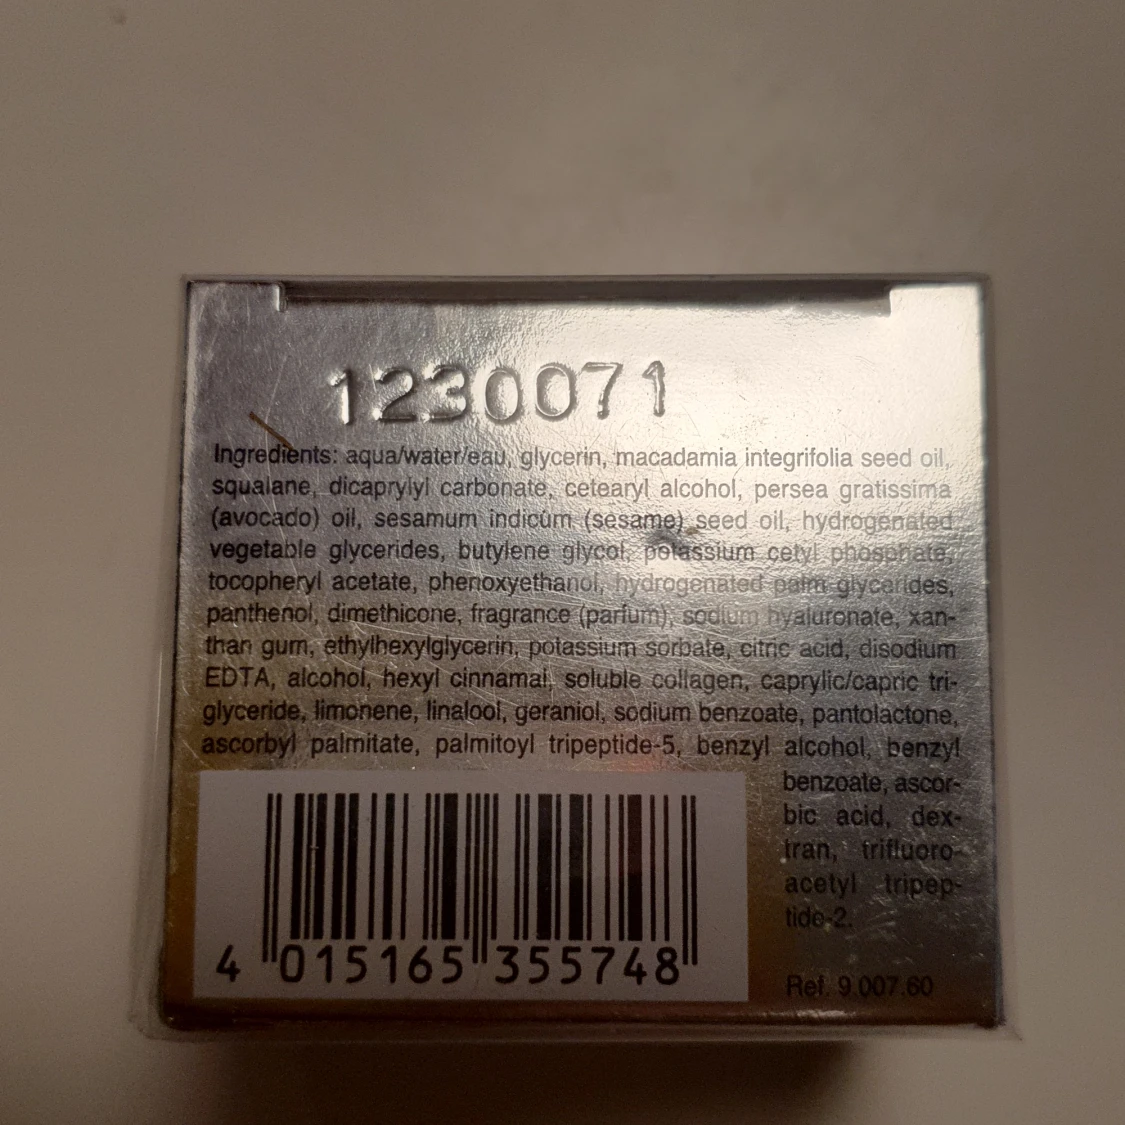 1230071
Ingredients: aqua/water/eau, glycerin, macadamia integrifolia seed oil,
squalane, dicaprylyl carbonate, cetearyl alcohol, persea gratissima
(avocado) oil, sesamum indicum (sesame) seed oil, hydrogenated
vegetable glycerides, butylene glycol, potassium cetyl phosphate,
tocopheryl acetate, phenoxyethanol, hydrogenated palm glycerides,
panthenol, dimethicone, fragrance (parfum), sodium hyaluronate, xan-
than gum, ethylhexylglycerin, potassium sorbate, citric acid, disodium
EDTA, alcohol, hexyl cinnamal, soluble collagen, caprylic/capric tri-
glyceride, limonene, linalool, geraniol, sodium benzoate, pantolactone,
ascorbyl palmitate, palmitoyl tripeptide-5, benzyl alcohol, benzyl
benzoate, ascor-
bic acid, dex-
tran, trifluoro-
acetyl tripep-
tide-2.
4 015165 355748
Ref. 9.007.60